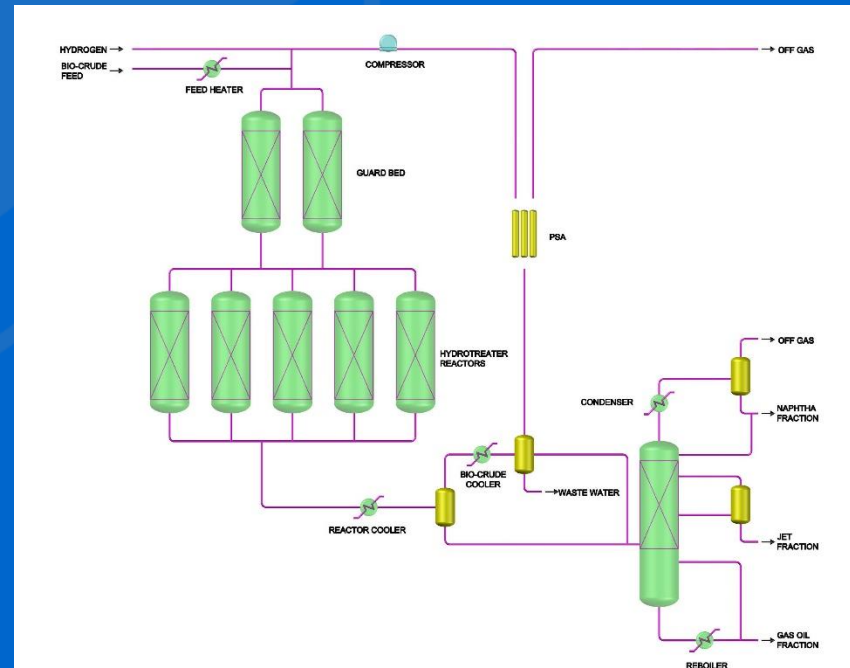 HYDROGEN
BIO-CRUDE
FEED
FEED HEATER
COMPRESSOR
OFF GAS
GUARD BED
PSA
HYDROTREATER
REACTORS
OFF GAS
CONDENSER
NAPHTHA
FRACTION
BIO-CRUDE
COOLER
WASTE WATER
REACTOR COOLER
JET
FRACTION
GAS OIL
FRACTION
REBOILER